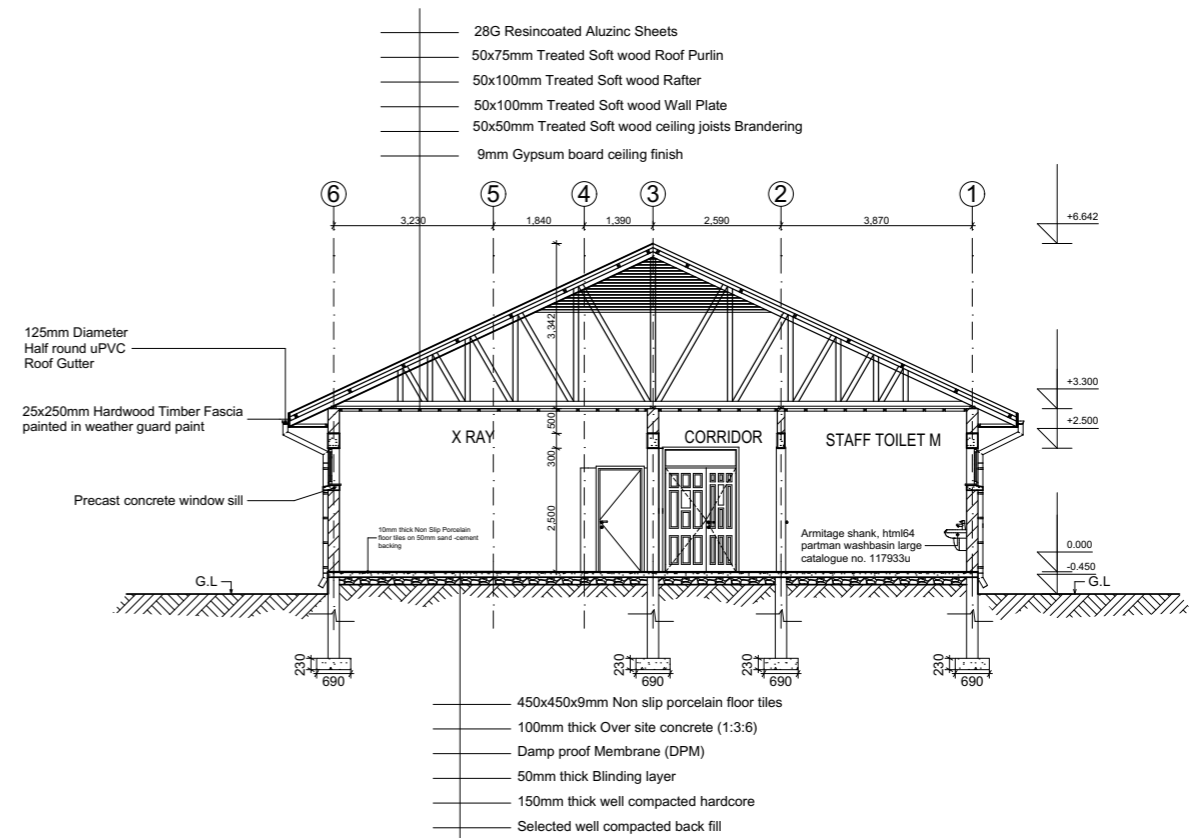 28G Resincoated Aluzinc Sheets
50x75mm Treated Soft wood Roof Purlin
50x100mm Treated Soft wood Rafter
50x100mm Treated Soft wood Wall Plate
50x50mm Treated Soft wood ceiling joists Brandering
9mm Gypsum board ceiling finish
6 5 4 3 2 1
3,230 1,840 1,390 2,590 3,870
+6.642
3,342
125mm Diameter
Half round uPVC
Roof Gutter
25x250mm Hardwood Timber Fascia
painted in weather guard paint
+3.300
+2.500
500
X RAY
CORRIDOR
STAFF TOILET M
300
Precast concrete window sill
2,500
10mm thick Non Slip Porcelain
floor tiles on 50mm sand -cement
backing
Armitage shank, html64
partman washbasin large
catalogue no. 117933u
0.000
-0.450
G.L
G.L
230 230 230 230
690 690 690 690
450x450x9mm Non slip porcelain floor tiles
100mm thick Over site concrete (1:3:6)
Damp proof Membrane (DPM)
50mm thick Blinding layer
150mm thick well compacted hardcore
Selected well compacted back fill